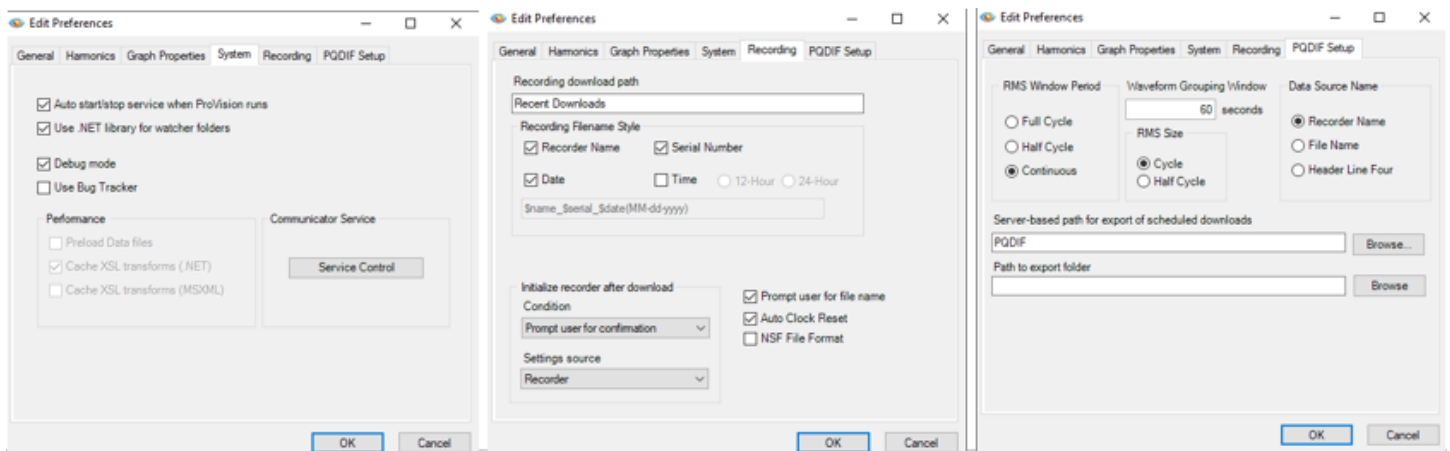 Edit Preferences
General Harmonics Graph Properties System Recording PQDIF Setup
Auto start/stop service when ProVision runs
Use .NET library for watcher folders
Debug mode
Use Bug Tracker
Performance
Preload Data files
Cache XSL transforms (.NET)
Cache XSL transforms (MSXML)
Communicator Service
Service Control
OK Cancel
Edit Preferences
General Harmonics Graph Properties System Recording PQDIF Setup
Recording download path
Recent Downloads
Recording Filename Style
Recorder Name Serial Number
Date Time 12-Hour 24-Hour
$name_$serial_$date(MM-dd-yyyy)
Initialize recorder after download
Condition
Prompt user for confirmation
Settings source
Recorder
Prompt user for file name
Auto Clock Reset
NSF File Format
OK Cancel
Edit Preferences
General Harmonics Graph Properties System Recording PQDIF Setup
RMS Window Period
Full Cycle
Half Cycle
Continuous
Waveform Grouping Window
60 seconds
RMS Size
Cycle
Half Cycle
Data Source Name
Recorder Name
File Name
Header Line Four
Server-based path for export of scheduled downloads
PQDIF Browse...
Path to export folder
Browse
OK Cancel